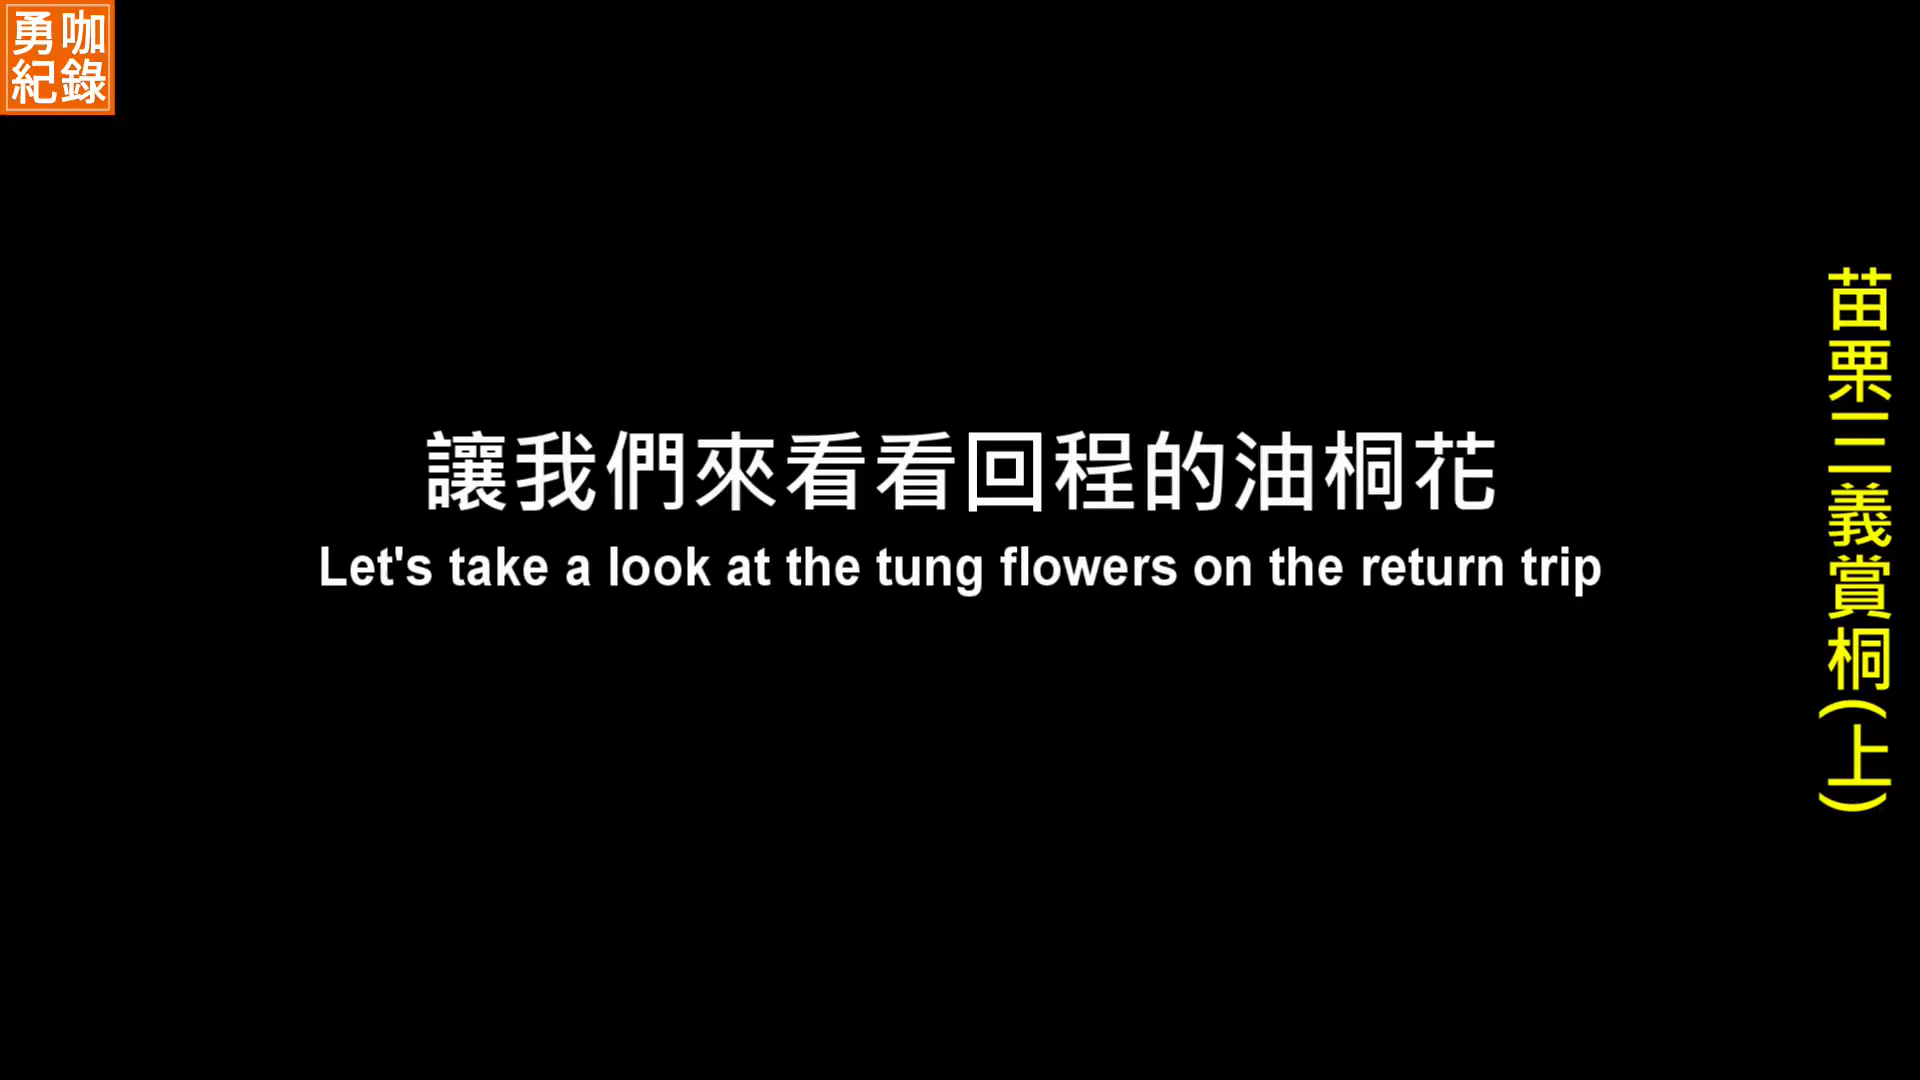 勇咖
紀錄
讓我們來看看回程的油桐花
Let's take a look at the tung flowers on the return trip
苗栗三義賞桐(上)